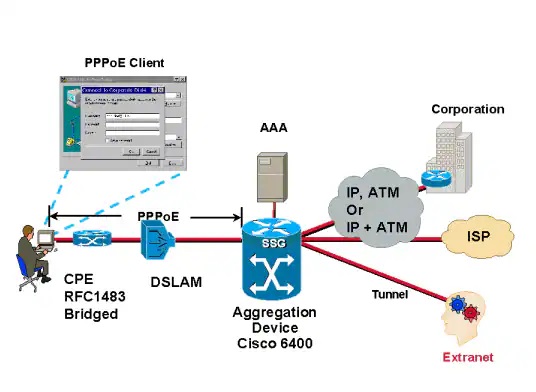 PPPoE Client
Connect to Corporate Dialer
AAA
Corporation
IP, ATM
Or
IP + ATM
PPPoE
SSG
ISP
CPE
RFC1483
Bridged
DSLAM
Tunnel
Aggregation
Device
Cisco 6400
Extranet